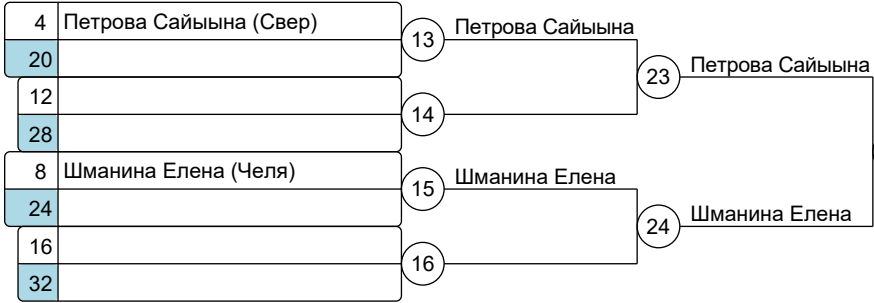 4 Петрова Сайыына (Свер)
20
13 Петрова Сайыына
12
28
14
23 Петрова Сайыына
8 Шманина Елена (Челя)
24
15 Шманина Елена
16
32
16
24 Шманина Елена